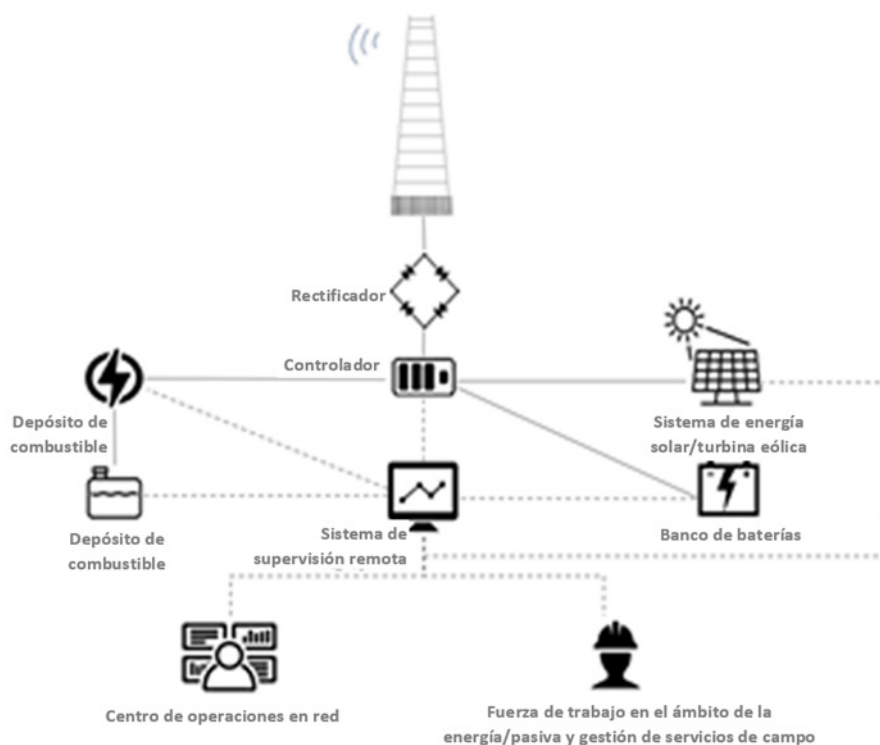 Rectificador
Controlador
Depósito de
combustible
Sistema de energía
solar/turbina eólica
Depósito de
combustible
Sistema de
supervisión remota
Banco de baterías
Centro de operaciones en red
Fuerza de trabajo en el ámbito de la
energía/pasiva y gestión de servicios de campo